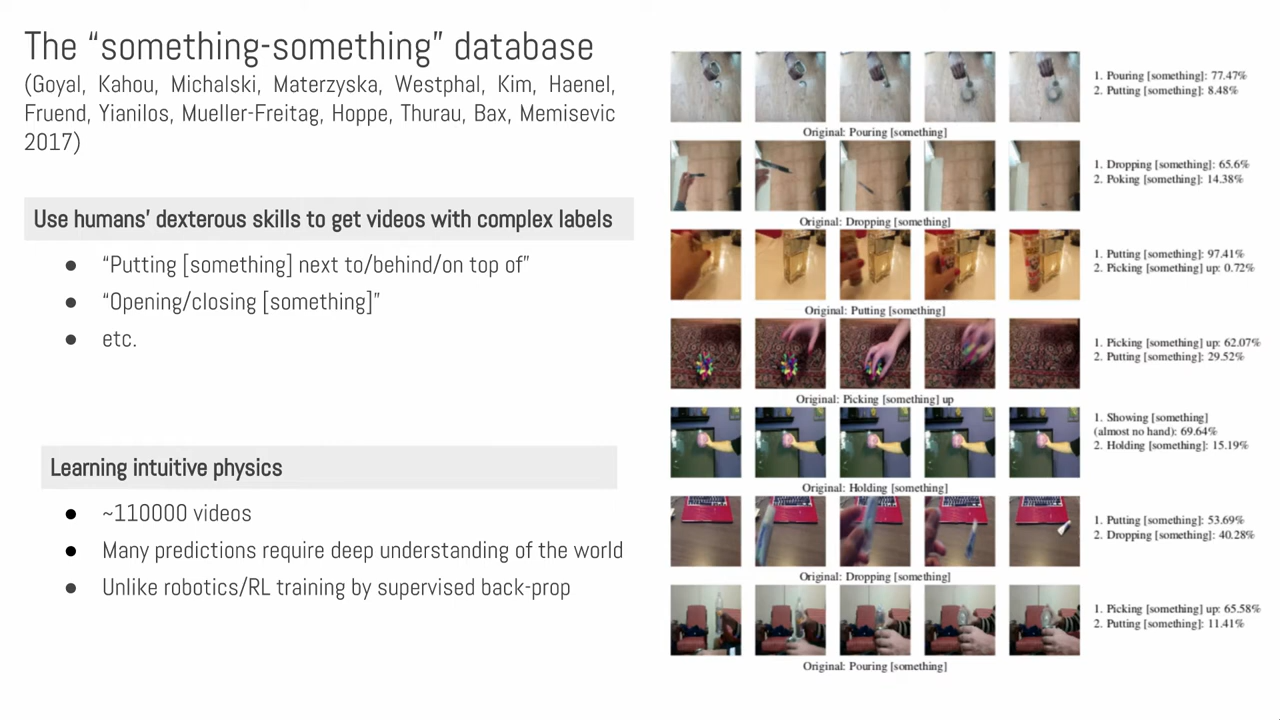 The “something-something” database
(Goyal, Kahou, Michalski, Materzyska, Westphal, Kim, Haenel,
Fruend, Yianilos, Mueller-Freitag, Hoppe, Thurau, Bax, Memisevic
2017)
Use humans’ dexterous skills to get videos with complex labels
● “Putting [something] next to/behind/on top of”
● “Opening/closing [something]”
● etc.
Learning intuitive physics
● ~110000 videos
● Many predictions require deep understanding of the world
● Unlike robotics/RL training by supervised back-prop
1. Pouring [something]: 77.47%
2. Putting [something]: 8.48%
Original: Pouring [something]
1. Dropping [something]: 65.6%
2. Poking [something]: 14.38%
Original: Dropping [something]
1. Putting [something]: 97.41%
2. Picking [something] up: 0.72%
Original: Putting [something]
1. Picking [something] up: 62.07%
2. Putting [something]: 29.52%
Original: Picking [something] up
1. Showing [something]
(almost no hand): 69.64%
2. Holding [something]: 15.19%
Original: Holding [something]
1. Putting [something]: 53.69%
2. Dropping [something]: 40.28%
Original: Dropping [something]
1. Picking [something] up: 65.58%
2. Putting [something]: 11.41%
Original: Pouring [something]